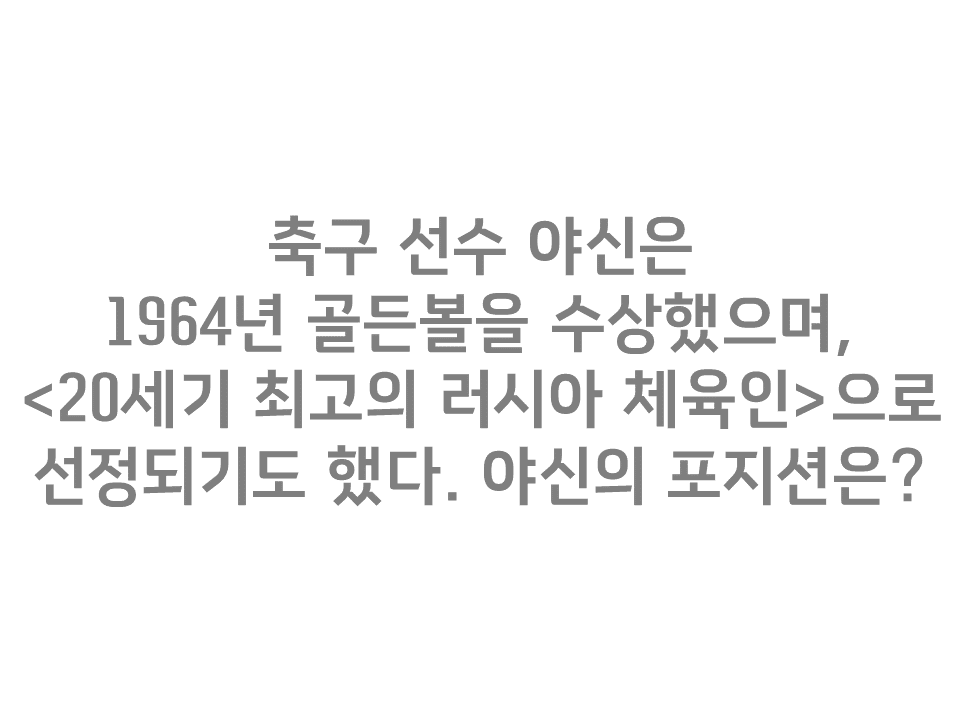 축구 선수 야신은
1964년 골든볼을 수상했으며,
<20세기 최고의 러시아 체육인>으로
선정되기도 했다. 야신의 포지션은?